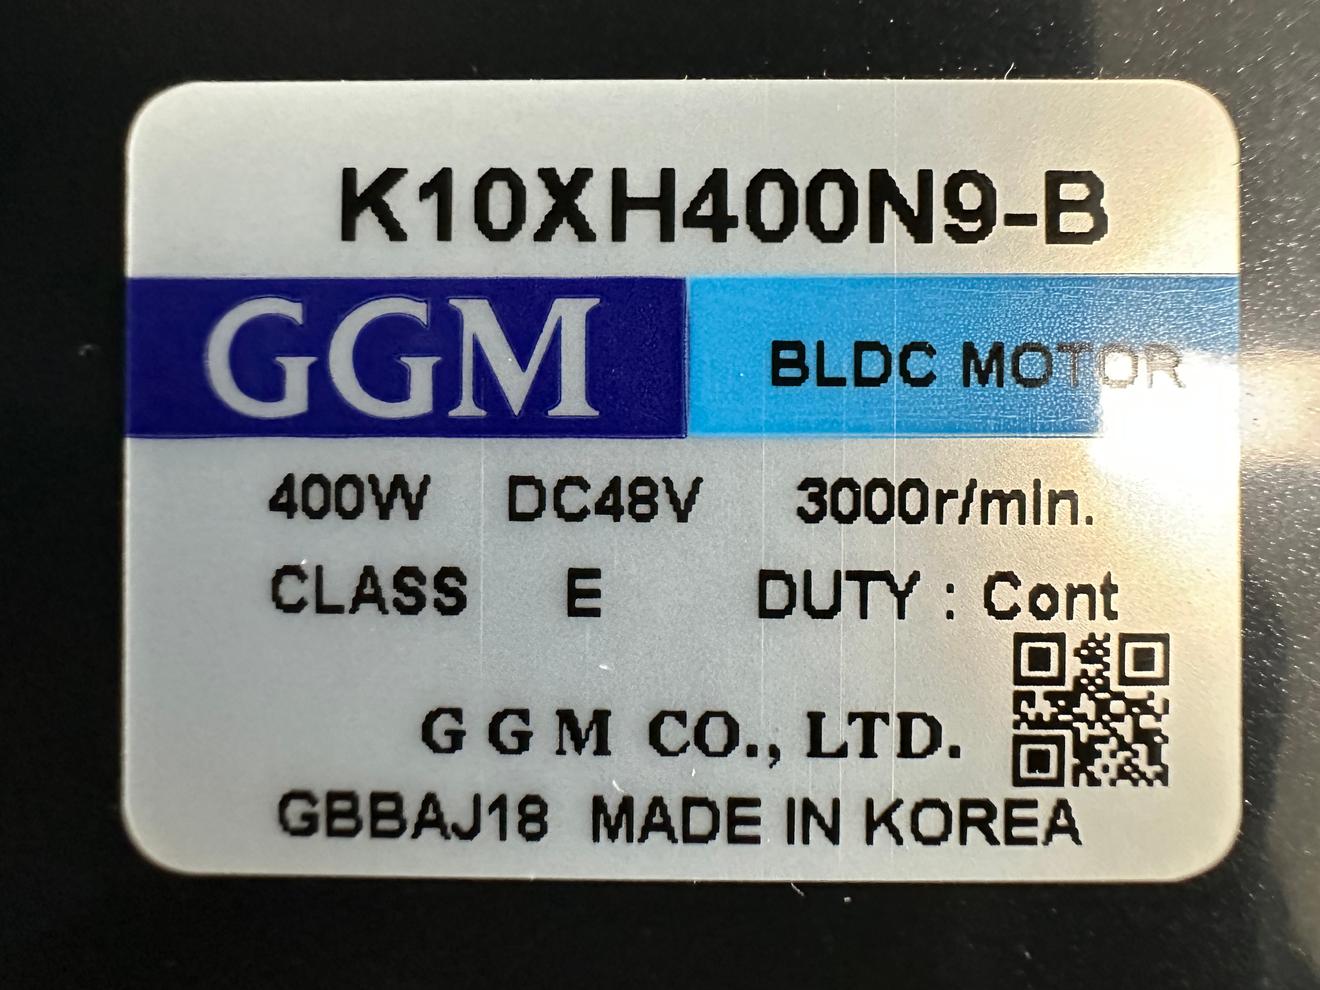 K10XH400N9-B
GGM BLDC MOTOR
400W DC48V 3000r/min.
CLASS E DUTY : Cont
G G M CO., LTD.
GBBAJ18 MADE IN KOREA